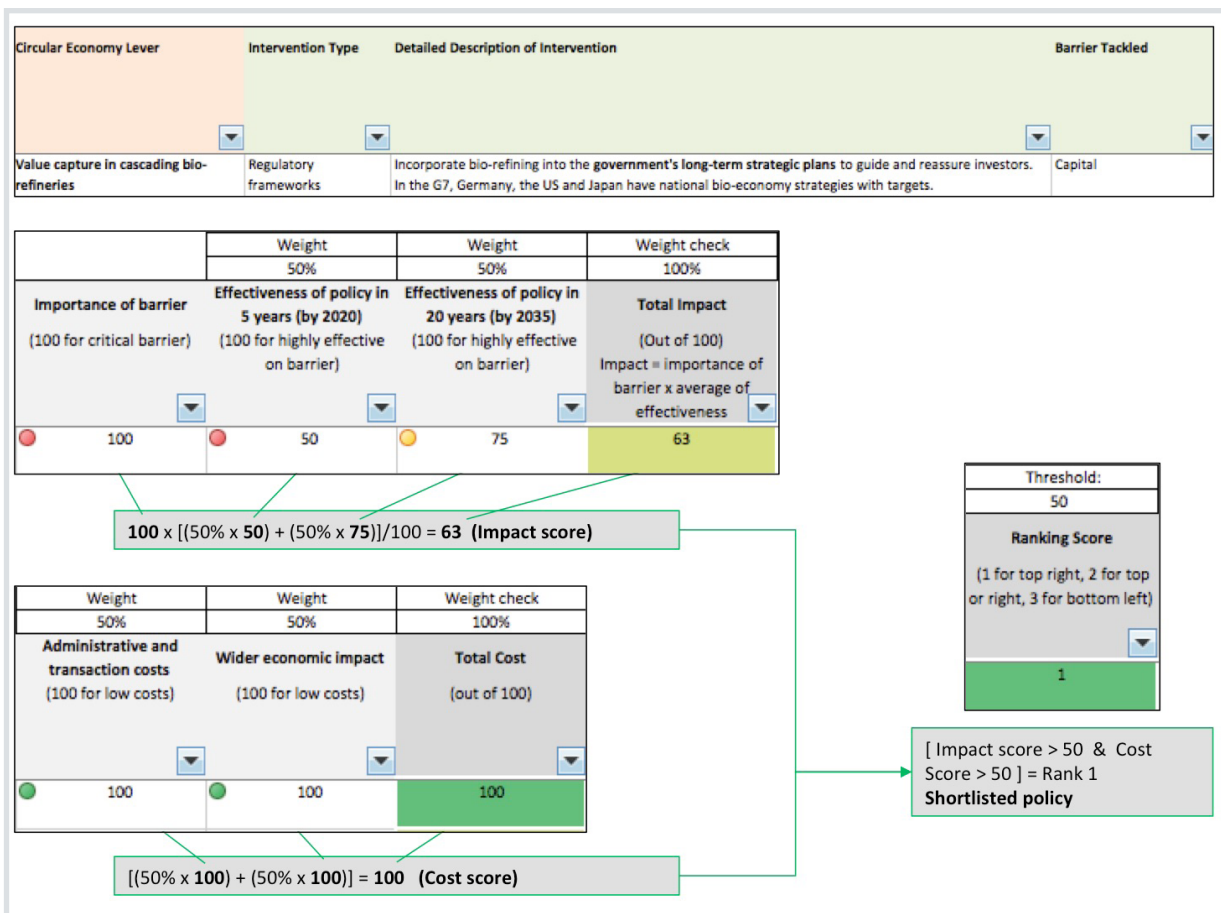 Circular Economy Lever
Intervention Type
Detailed Description of Intervention
Barrier Tackled
Value capture in cascading bio-
refineries
Regulatory
frameworks
Incorporate bio-refining into the government's long-term strategic plans to guide and reassure investors.
In the G7, Germany, the US and Japan have national bio-economy strategies with targets.
Capital
Weight
Weight
Weight check
50%
50%
100%
Importance of barrier
(100 for critical barrier)
Effectiveness of policy in
5 years (by 2020)
(100 for highly effective
on barrier)
Effectiveness of policy in
20 years (by 2035)
(100 for highly effective
on barrier)
Total Impact
(Out of 100)
Impact = importance of
barrier x average of
effectiveness
100
50
75
63
100 x [(50% x 50) + (50% x 75)]/100 = 63 (Impact score)
Weight
Weight
Weight check
50%
50%
100%
Administrative and
transaction costs
(100 for low costs)
Wider economic impact
(100 for low costs)
Total Cost
(out of 100)
100
100
100
[(50% x 100) + (50% x 100)] = 100 (Cost score)
Threshold:
50
Ranking Score
(1 for top right, 2 for top
or right, 3 for bottom left)
1
[ Impact score > 50 & Cost
Score > 50 ] = Rank 1
Shortlisted policy